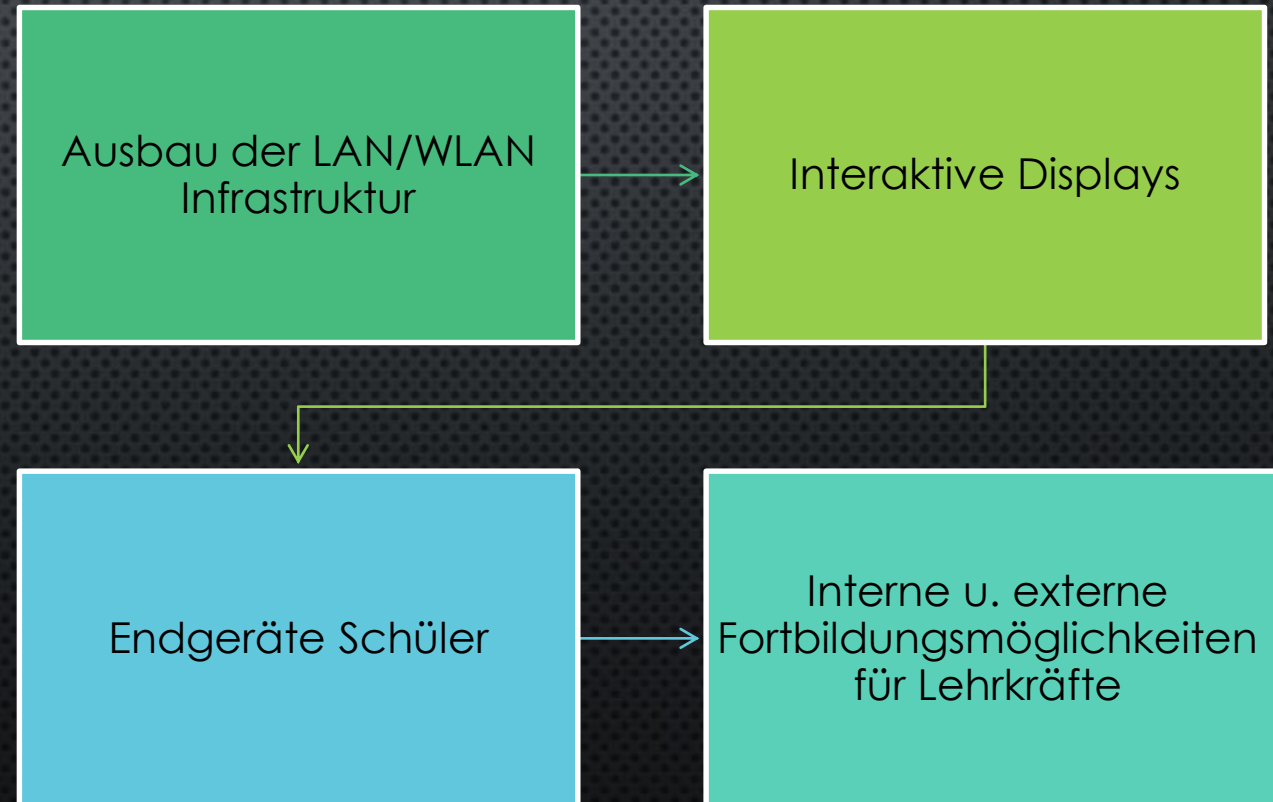 Ausbau der LAN/WLAN
Infrastruktur
Interaktive Displays
Endgeräte Schüler
Interne u. externe
Fortbildungsmöglichkeiten
für Lehrkräfte